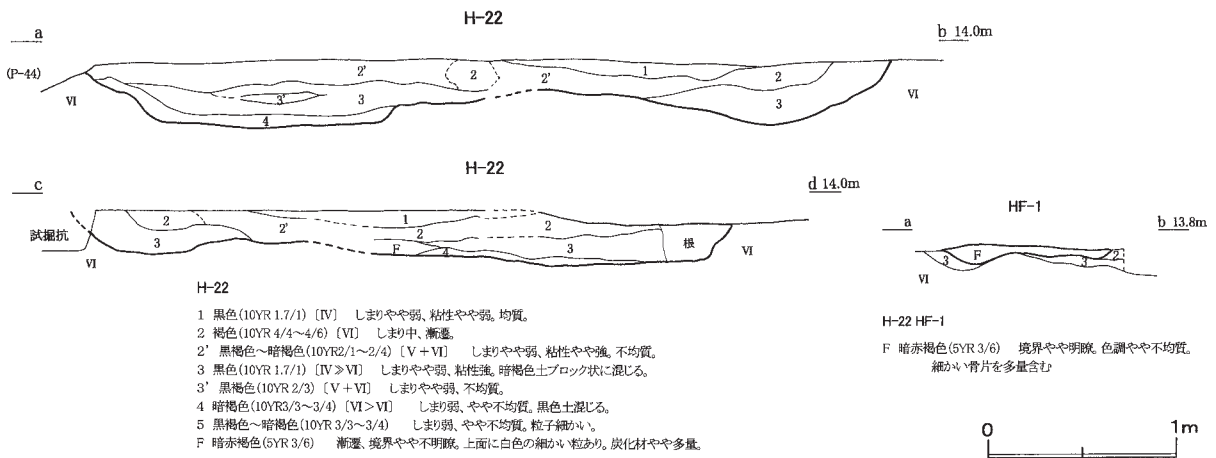 H-22
a
b 14.0m
(P-44)
VI
2'
2
2'
1
2
3'
3
3
4
VI
H-22
c
d 14.0m
試掘抗
VI
2
3
2'
1
2
2
F
4
3
根
VI
HF-1
a
b 13.8m
3
F
3
2
VI
H-22
1 黒色(10YR 1.7/1)〔IV〕 しまりやや弱、粘性やや弱。均質。
2 褐色(10YR 4/4~4/6)〔VI〕 しまり中、漸遷。
2' 黒褐色~暗褐色(10YR2/1~2/4)〔V+VI〕 しまりやや弱、粘性やや強。不均質。
3 黒色(10YR 1.7/1)〔IV≫VI〕しまりやや弱、粘性強。暗褐色土ブロック状に混じる。
3' 黒褐色(10YR 2/3)〔V+VI〕 しまりやや弱、不均質。
4 暗褐色(10YR3/3~3/4)〔VI>VI〕 しまり弱、やや不均質。黒色土混じる。
5 黒褐色~暗褐色(10YR 3/3~3/4) しまり弱、やや不均質。粒子細かい。
F 暗赤褐色(5YR 3/6) 漸遷、境界やや不明瞭。上面に白色の細かい粒あり。炭化材やや多量。
H-22 HF-1
F 暗赤褐色(5YR 3/6) 境界やや明瞭。色調やや不均質。
細かい骨片を多量含む
0
1m